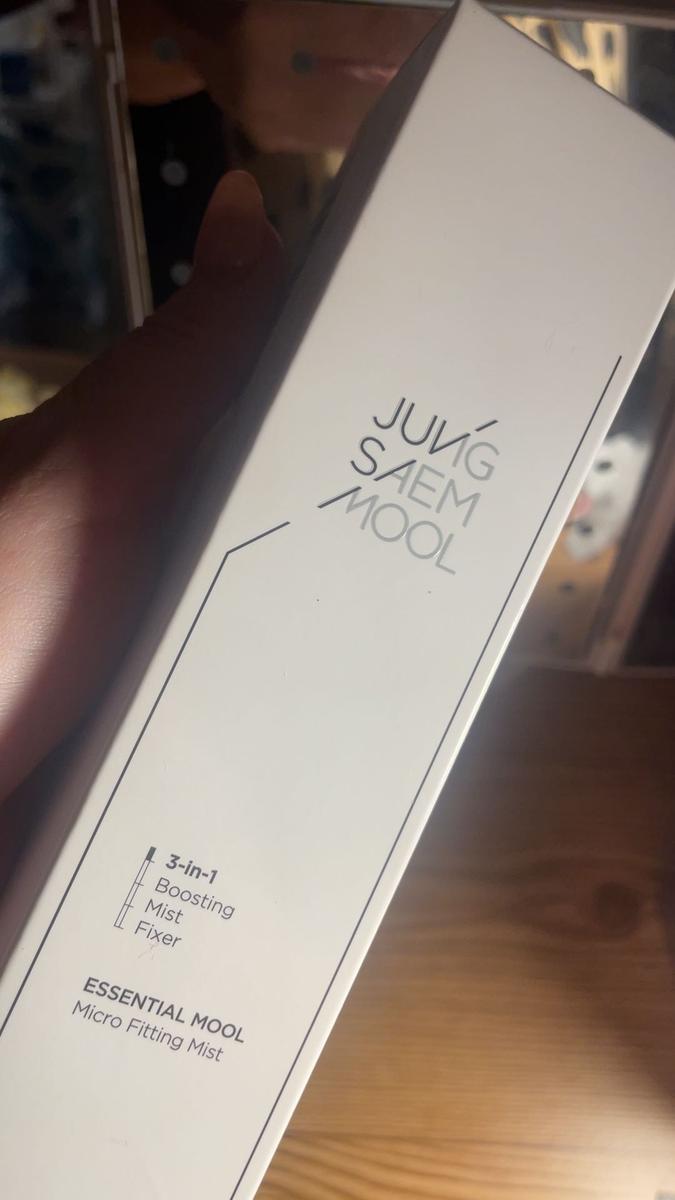 JUNG
SAEM
MOOL
3-in-1
Boosting
Mist
Fixer
ESSENTIAL MOOL
Micro Fitting Mist